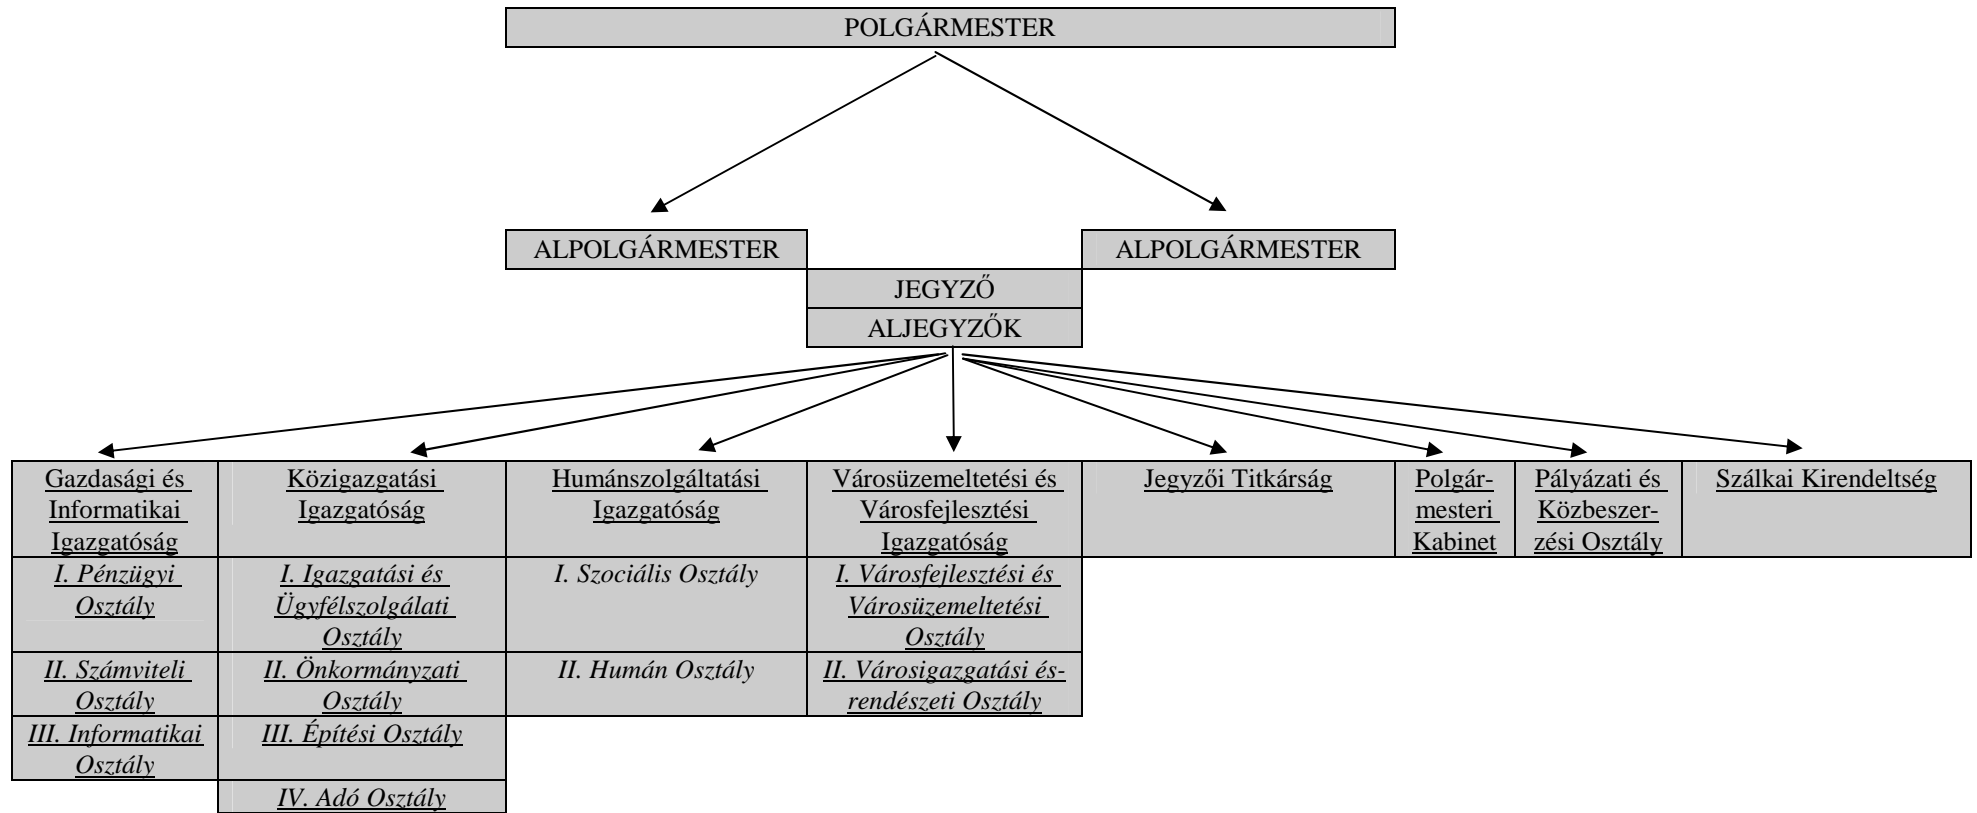 POLGÁRMESTER
ALPOLGÁRMESTER
ALPOLGÁRMESTER
JEGYZŐ
ALJEGYZŐK
Gazdasági és
Informatikai
Igazgatóság
Közigazgatási
Igazgatóság
Humánszolgáltatási
Igazgatóság
Városüzemeltetési és
Városfejlesztési
Igazgatóság
Jegyzői Titkárság
Polgár-
mesteri
Kabinet
Pályázati és
Közbeszer-
zési Osztály
Szálkai Kirendeltség
I. Pénzügyi
Osztály
I. Igazgatási és
Ügyfélszolgálati
Osztály
I. Szociális Osztály
I. Városfejlesztési és
Városüzemeltetési
Osztály
II. Számviteli
Osztály
II. Önkormányzati
Osztály
II. Humán Osztály
II. Városigazgatási és-
rendészeti Osztály
III. Informatikai
Osztály
III. Építési Osztály
IV. Adó Osztály